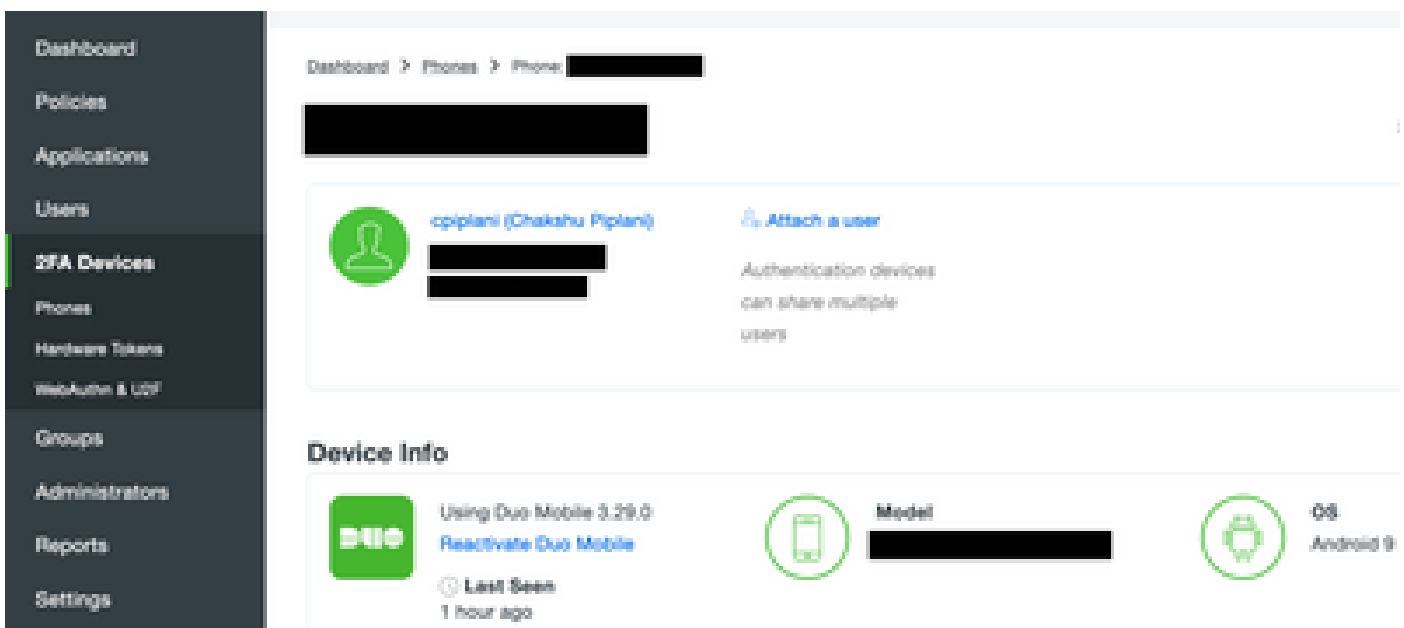 Dashboard
Policies
Applications
Users
2FA Devices
Phones
Hardware Tokens
WebAuthn & U2F
Groups
Administrators
Reports
Settings
Dashboard > Phones > Phone:
cpiplani (Chakshu Piplani)
Attach a user
Authentication devices
can share multiple
users
Device Info
DUO
Using Duo Mobile 3.29.0
Reactivate Duo Mobile
Last Seen
1 hour ago
Model
OS
Android 9